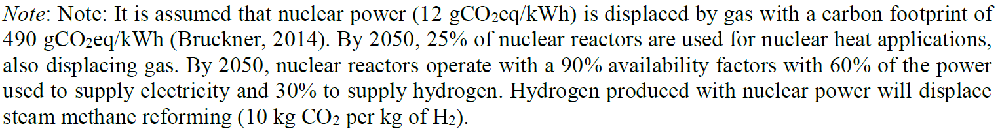 Note: Note: It is assumed that nuclear power (12 gCO₂eq/kWh) is displaced by gas with a carbon footprint of
490 gCO₂eq/kWh (Bruckner, 2014). By 2050, 25% of nuclear reactors are used for nuclear heat applications,
also displacing gas. By 2050, nuclear reactors operate with a 90% availability factors with 60% of the power
used to supply electricity and 30% to supply hydrogen. Hydrogen produced with nuclear power will displace
steam methane reforming (10 kg CO₂ per kg of H₂).